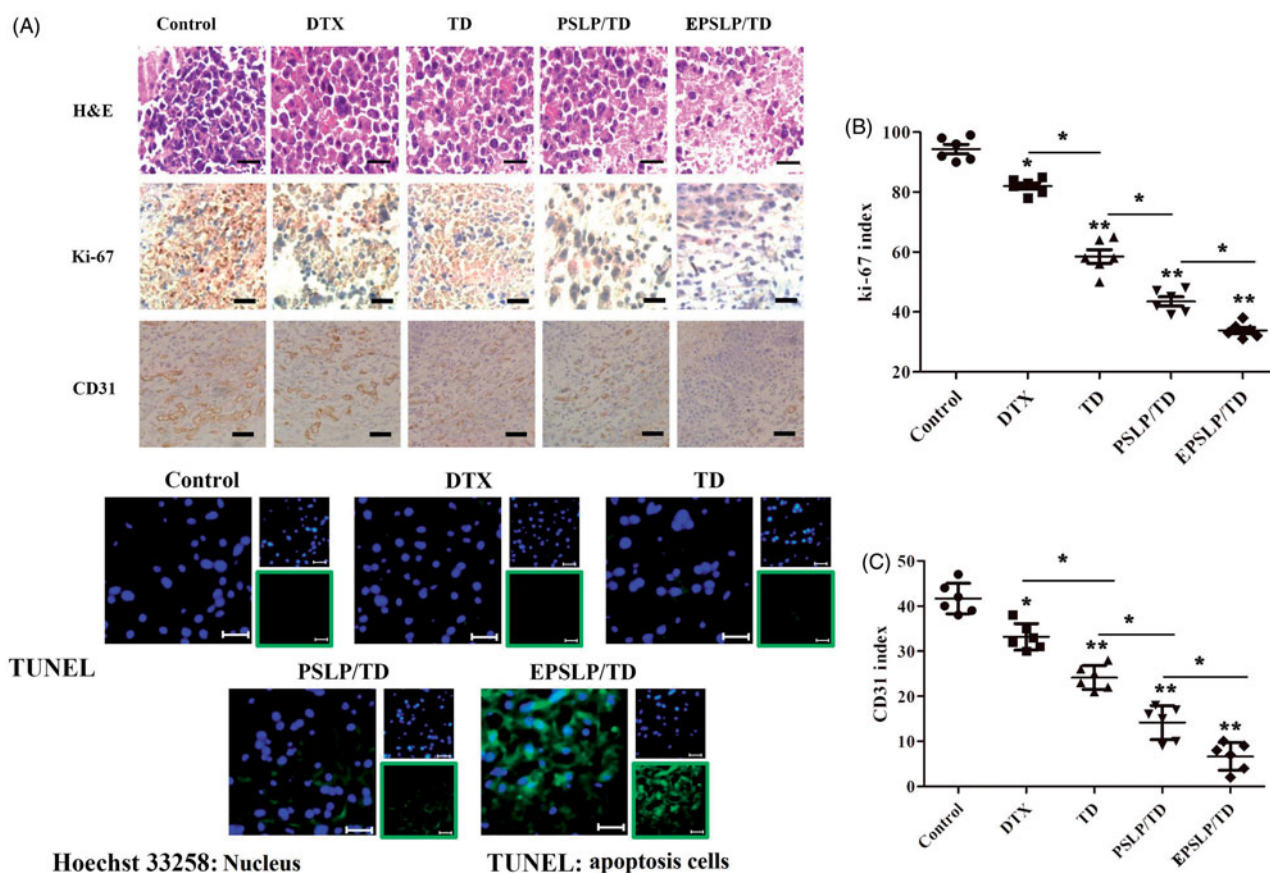 (A)
Control DTX TD PSLP/TD EPSLP/TD
H&E
Ki-67
CD31
Control DTX TD
TUNEL
PSLP/TD EPSLP/TD
Hoechst 33258: Nucleus TUNEL: apoptosis cells
(B)
100
80
60
40
20
ki-67 index
*
*
**
*
**
*
**
Control DTX TD PSLP/TD EPSLP/TD
(C)
50
40
30
20
10
0
CD31 index
*
*
**
*
**
*
**
Control DTX TD PSLP/TD EPSLP/TD